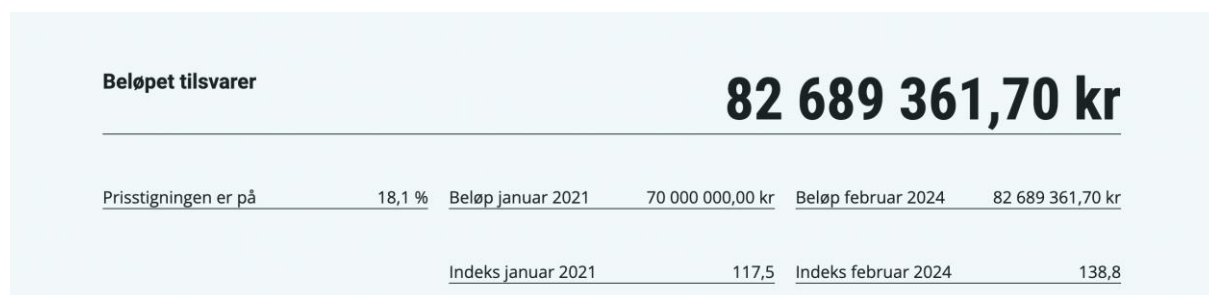 Beløpet tilsvarer 82 689 361,70 kr
Prisstigningen er på 18,1 % Beløp januar 2021 70 000 000,00 kr Beløp februar 2024 82 689 361,70 kr
Indeks januar 2021 117,5 Indeks februar 2024 138,8